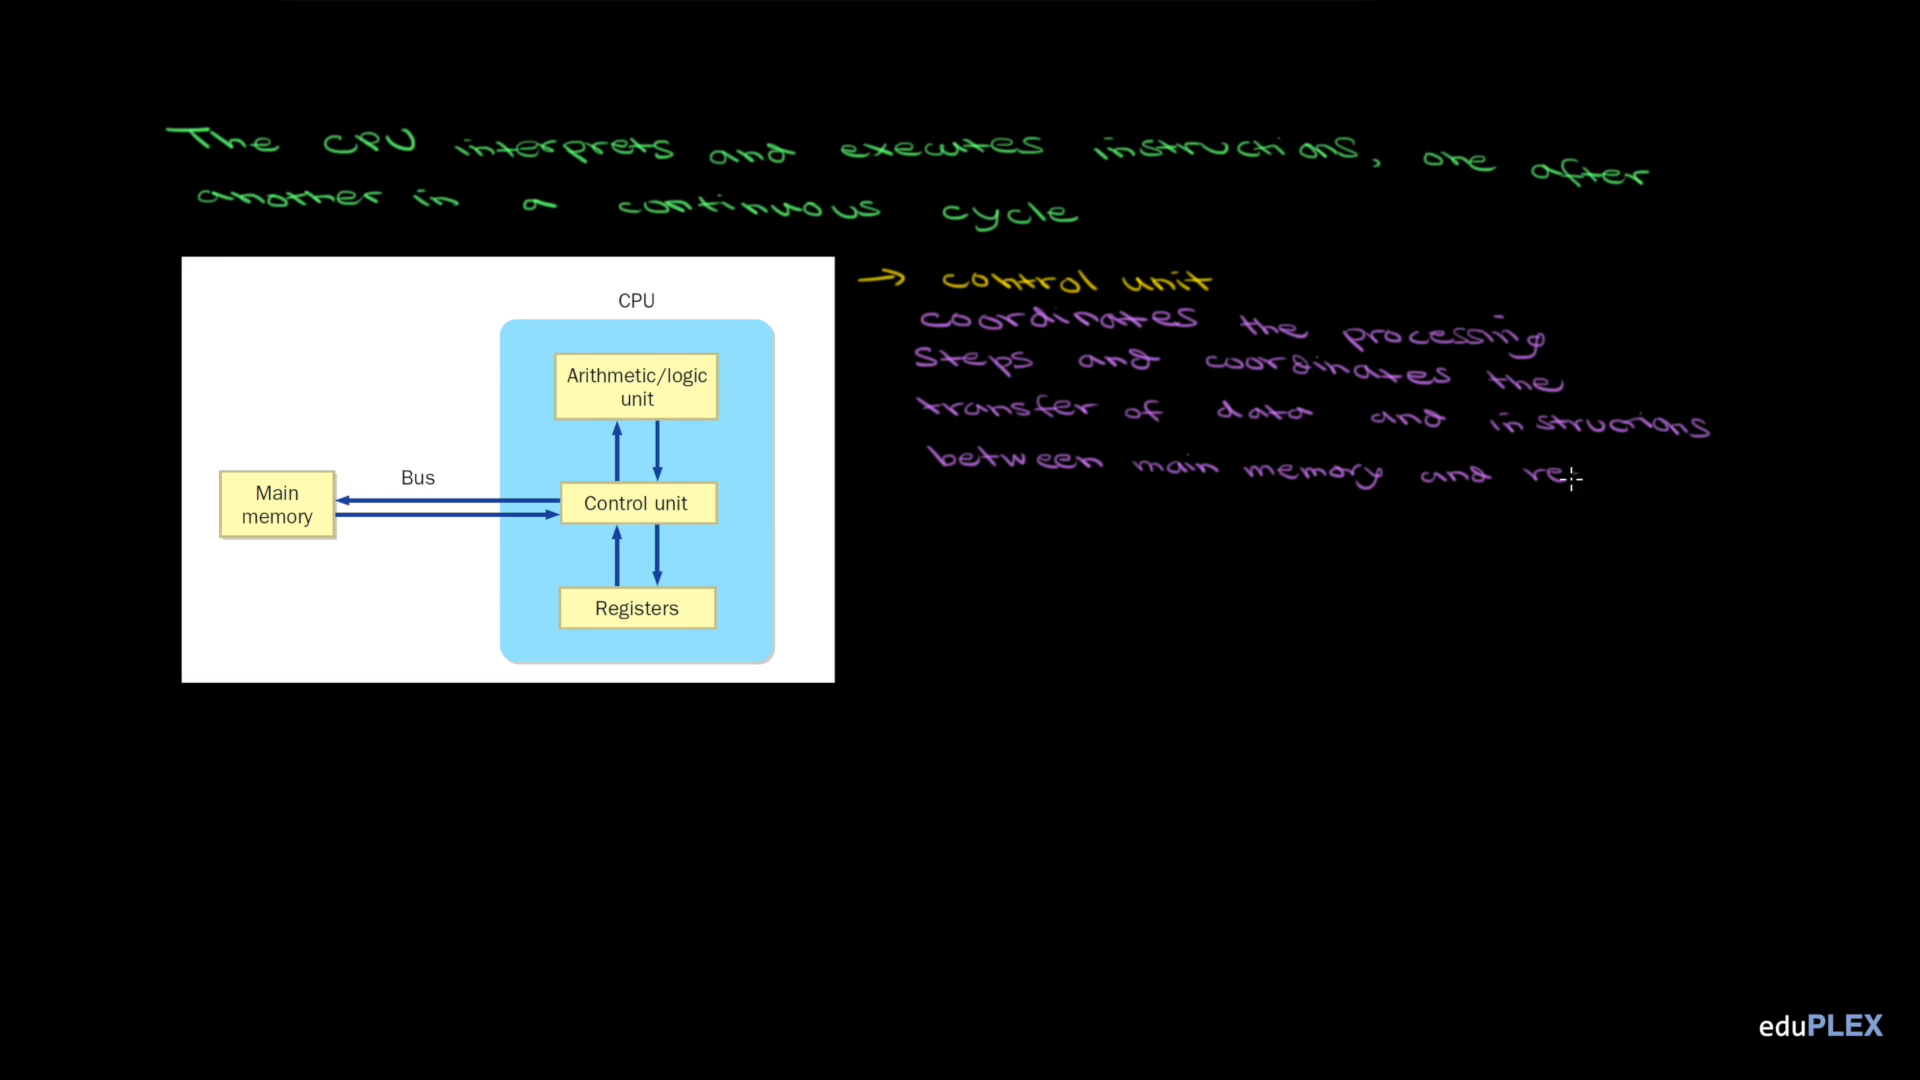 The CPU interprets and executes instructions, one after
another in a continuous cycle
CPU
Arithmetic/logic
unit
Bus
Main
memory
Control unit
Registers
→ control unit
coordinates the processing
steps and coordinates the
transfer of data and instructions
between main memory and re
eduPLEX